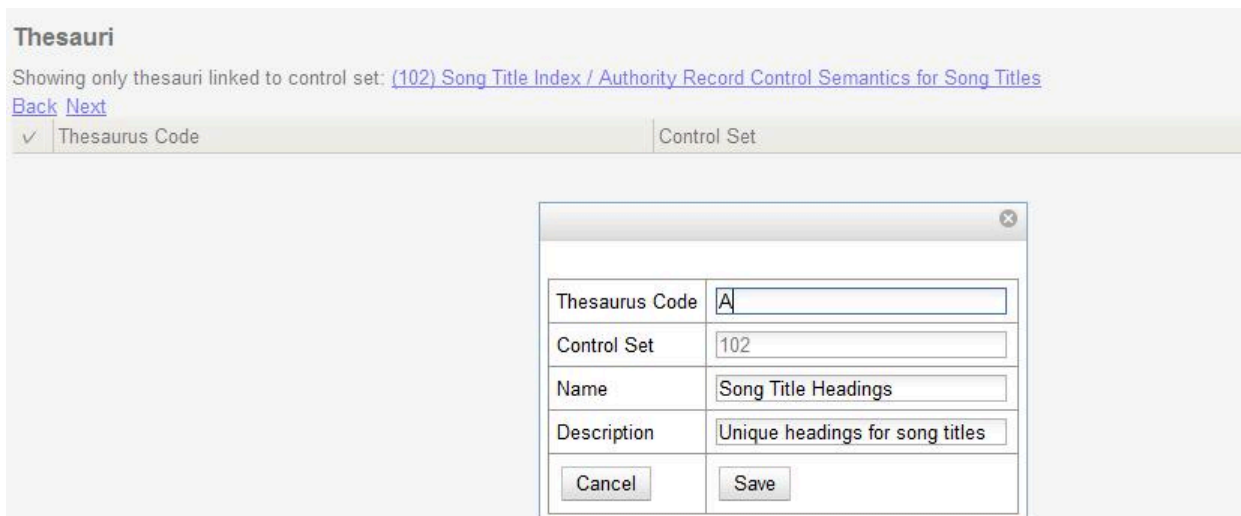 Thesauri
Showing only thesauri linked to control set: (102) Song Title Index / Authority Record Control Semantics for Song Titles
Back Next
Thesaurus Code Control Set
Thesaurus Code A
Control Set 102
Name Song Title Headings
Description Unique headings for song titles
Cancel Save